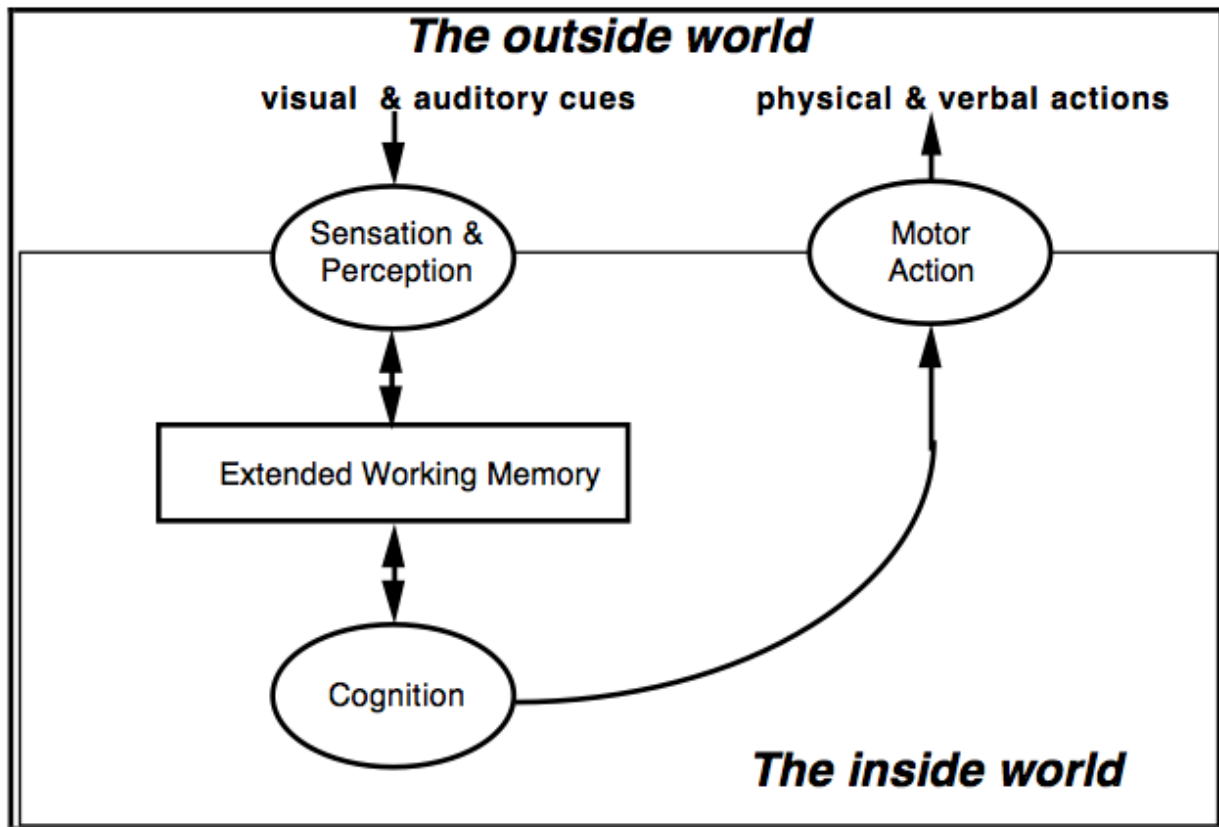 The outside world
visual & auditory cues
physical & verbal actions
Sensation &
Perception
Motor
Action
Extended Working Memory
Cognition
The inside world